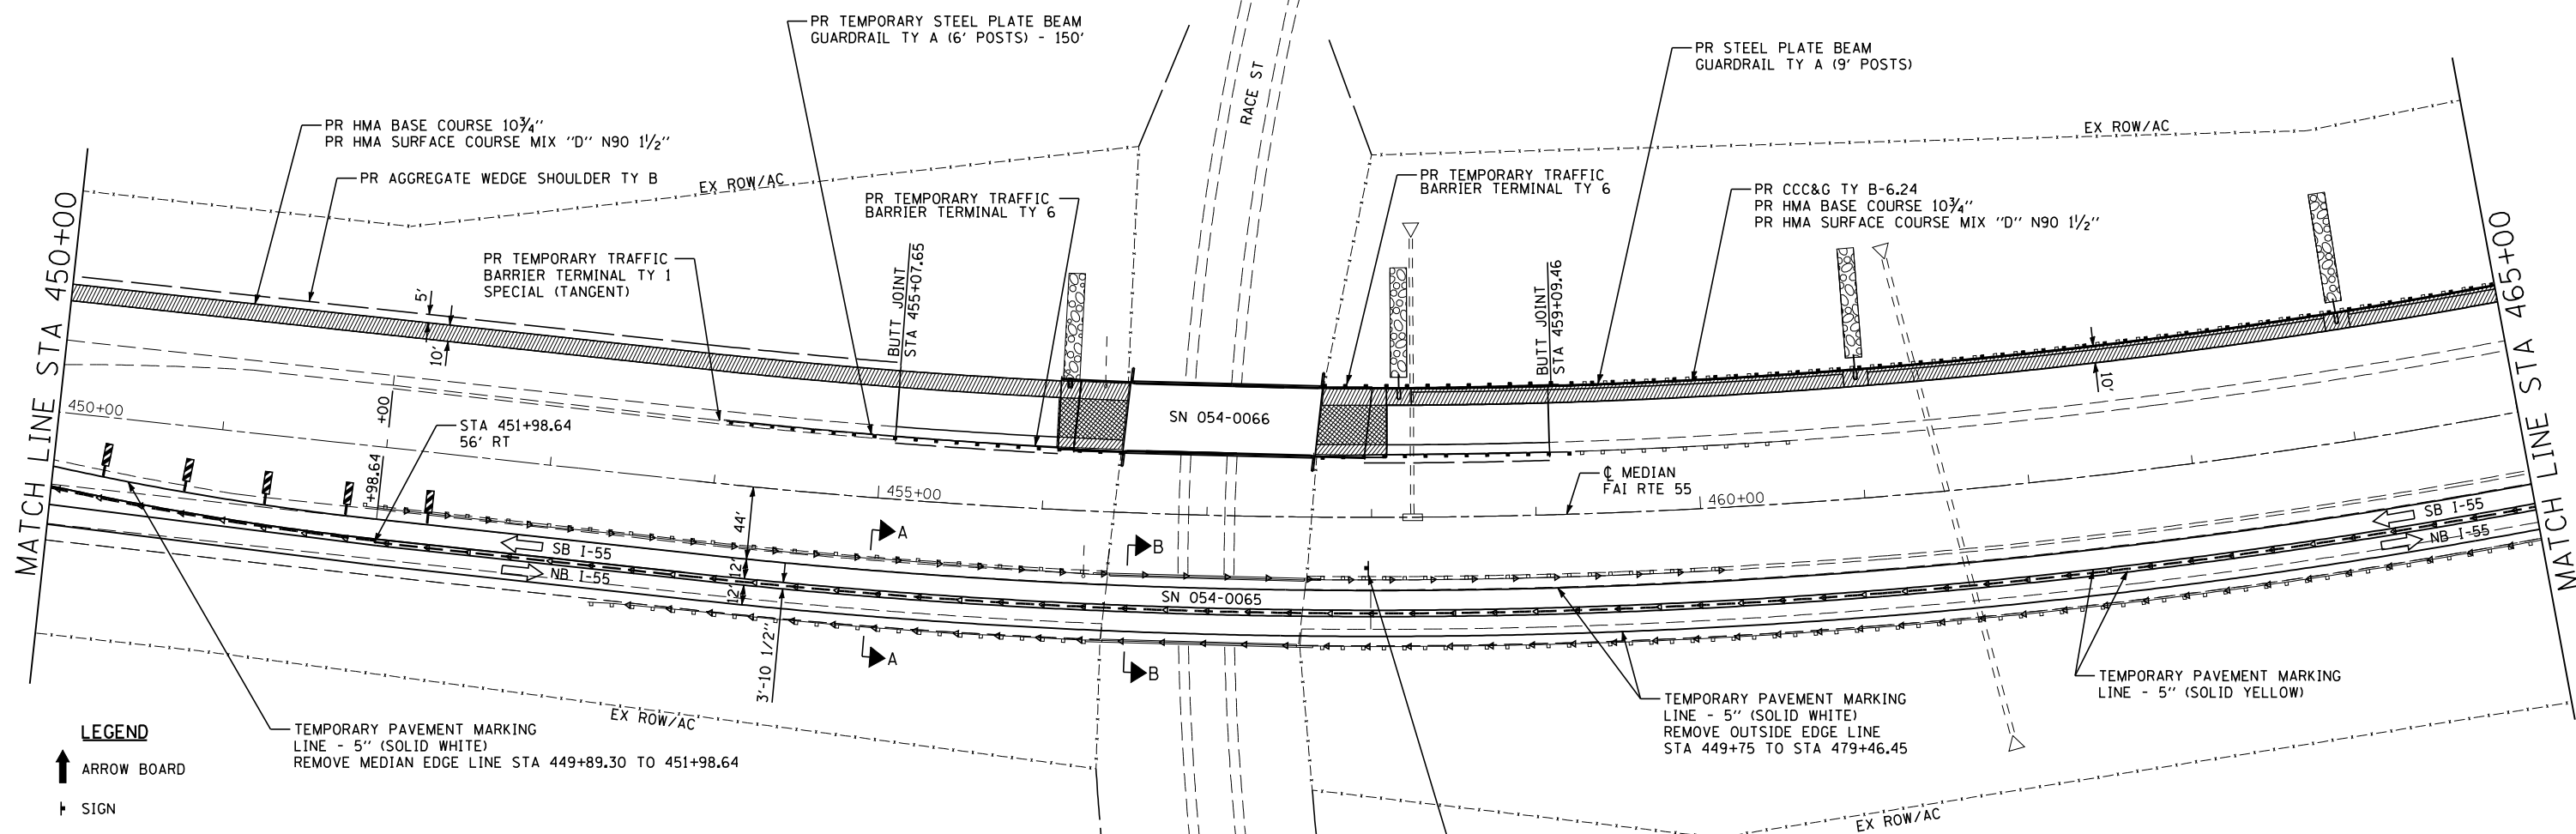 PR TEMPORARY STEEL PLATE BEAM
GUARDRAIL TY A (6' POSTS) - 150'
RACE ST
PR STEEL PLATE BEAM
GUARDRAIL TY A (9' POSTS)
EX ROW/AC
PR HMA BASE COURSE 10¾"
PR HMA SURFACE COURSE MIX "D" N90 1½"
PR AGGREGATE WEDGE SHOULDER TY B
EX ROW/AC
PR TEMPORARY TRAFFIC
BARRIER TERMINAL TY 6
PR TEMPORARY TRAFFIC
BARRIER TERMINAL TY 6
PR CCC&G TY B-6.24
PR HMA BASE COURSE 10¾"
PR HMA SURFACE COURSE MIX "D" N90 1½"
PR TEMPORARY TRAFFIC
BARRIER TERMINAL TY 1
SPECIAL (TANGENT)
MATCH LINE STA 450+00
5'
10'
BUTT JOINT
STA 455+07.65
BUTT JOINT
STA 459+09.46
10'
MATCH LINE STA 465+00
450+00
+00
STA 451+98.64
56' RT
+98.64
SN 054-0066
455+00
℄ MEDIAN
FAI RTE 55
460+00
44'
A
B
SB I-55
NB I-55
12'
12'
SB I-55
NB I-55
SN 054-0065
3'-10 1/2"
A
B
EX ROW/AC
TEMPORARY PAVEMENT MARKING
LINE - 5" (SOLID YELLOW)
TEMPORARY PAVEMENT MARKING
LINE - 5" (SOLID WHITE)
REMOVE OUTSIDE EDGE LINE
STA 449+75 TO STA 479+46.45
TEMPORARY PAVEMENT MARKING
LINE - 5" (SOLID WHITE)
REMOVE MEDIAN EDGE LINE STA 449+89.30 TO 451+98.64
LEGEND
ARROW BOARD
SIGN
EX ROW/AC